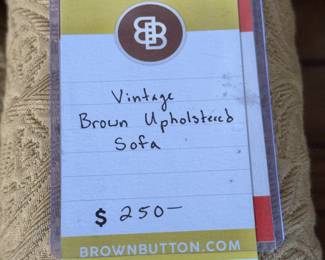 BB
Vintage
Brown Upholstered
Sofa
$ 250—
BROWNBUTTON.COM